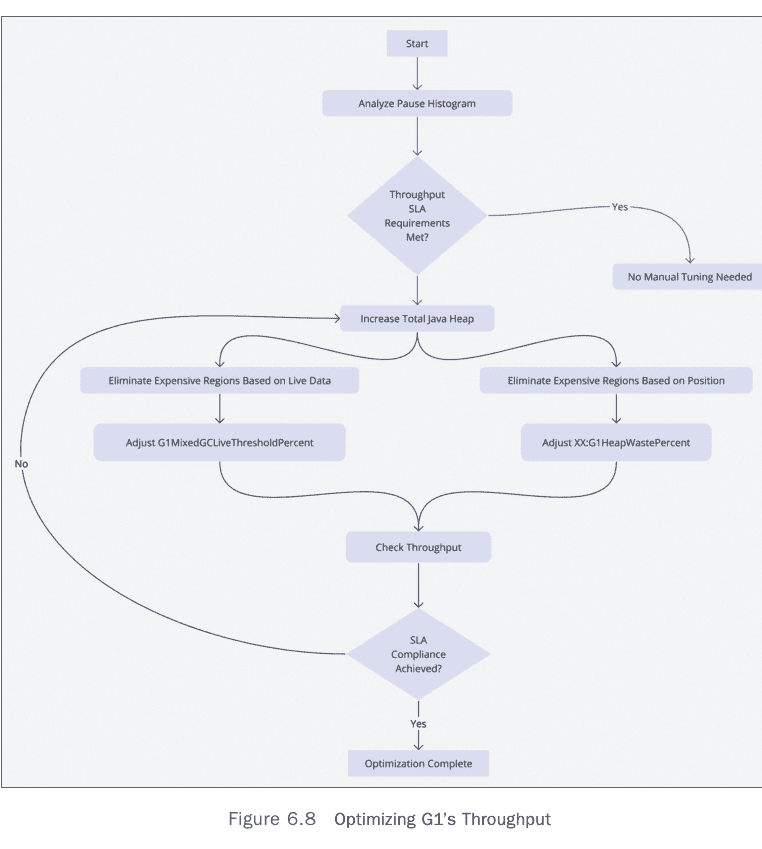 Start
Analyze Pause Histogram
Throughput
SLA
Requirements
Met?
Yes
No Manual Tuning Needed
Increase Total Java Heap
Eliminate Expensive Regions Based on Live Data
Eliminate Expensive Regions Based on Position
Adjust G1MixedGCLiveThresholdPercent
Adjust XX:G1HeapWastePercent
No
Check Throughput
SLA
Compliance
Achieved?
Yes
Optimization Complete
Figure 6.8 Optimizing G1's Throughput